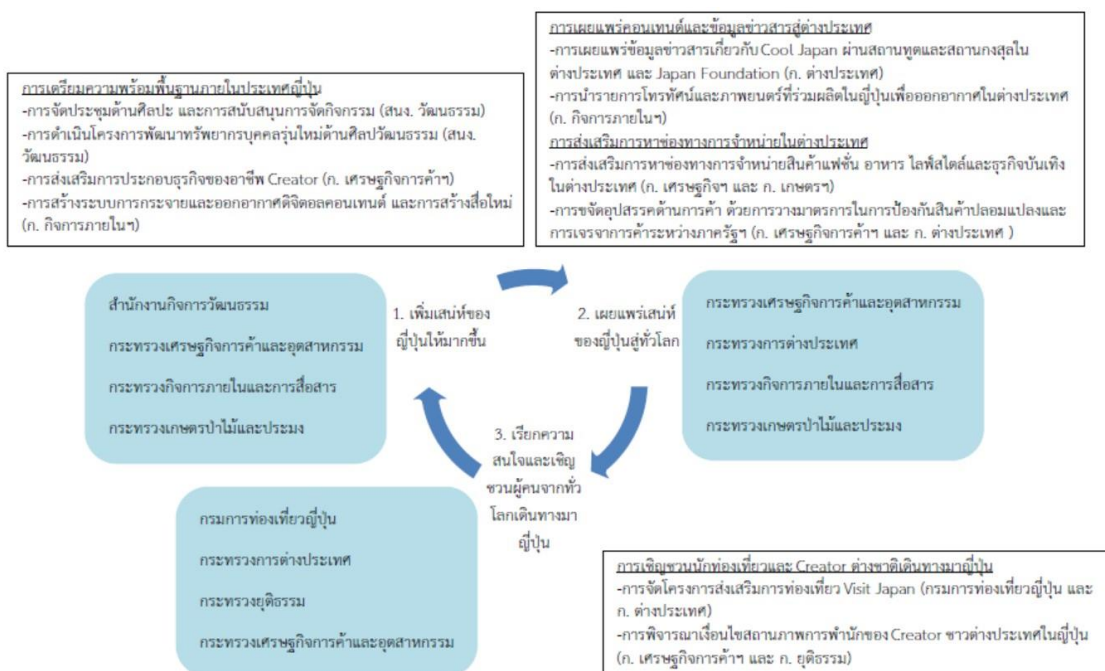 การเตรียมความพร้อมพื้นฐานภายในประเทศญี่ปุ่น
-การจัดประชุมด้านศิลปะ และการสนับสนุนการจัดกิจกรรม (สนง. วัฒนธรรม)
-การดำเนินโครงการพัฒนาทรัพยากรบุคคลรุ่นใหม่ด้านศิลปวัฒนธรรม (สนง.
วัฒนธรรม)
-การส่งเสริมการประกอบธุรกิจของอาชีพ Creator (ก. เศรษฐกิจการค้าฯ)
-การสร้างระบบการกระจายและออกอากาศดิจิตอลคอนเทนต์ และการสร้างสื่อใหม่
(ก. กิจการภายในฯ)
การเผยแพร่คอนเทนต์และข้อมูลข่าวสารสู่ต่างประเทศ
-การเผยแพร่ข้อมูลข่าวสารเกี่ยวกับ Cool Japan ผ่านสถานทูตและสถานกงสุลใน
ต่างประเทศ และ Japan Foundation (ก. ต่างประเทศ)
-การนำรายการโทรทัศน์และภาพยนตร์ที่ร่วมผลิตในญี่ปุ่นเพื่อออกอากาศในต่างประเทศ
(ก. กิจการภายในฯ)
การส่งเสริมการหาช่องทางการจำหน่ายในต่างประเทศ
-การส่งเสริมการหาช่องทางการจำหน่ายสินค้าแฟชั่น อาหาร ไลฟ์สไตล์และธุรกิจบันเทิง
ในต่างประเทศ (ก. เศรษฐกิจฯ และ ก. เกษตรฯ)
-การขจัดอุปสรรคด้านการค้า ด้วยการวางมาตรการในการป้องกันสินค้าปลอมแปลงและ
การเจรจาการค้าระหว่างภาครัฐฯ (ก. เศรษฐกิจการค้าฯ และ ก. ต่างประเทศ )
สำนักงานกิจการวัฒนธรรม
กระทรวงเศรษฐกิจการค้าและอุตสาหกรรม
กระทรวงกิจการภายในและการสื่อสาร
กระทรวงเกษตรป่าไม้และประมง
1. เพิ่มเสน่ห์ของ
ญี่ปุ่นให้มากขึ้น
2. เผยแพร่เสน่ห์
ของญี่ปุ่นสู่ทั่วโลก
กระทรวงเศรษฐกิจการค้าและอุตสาหกรรม
กระทรวงการต่างประเทศ
กระทรวงกิจการภายในและการสื่อสาร
กระทรวงเกษตรป่าไม้และประมง
3. เรียกความ
สนใจและเชิญ
ชวนผู้คนจากทั่ว
โลกเดินทางมา
ญี่ปุ่น
กรมการท่องเที่ยวญี่ปุ่น
กระทรวงการต่างประเทศ
กระทรวงยุติธรรม
กระทรวงเศรษฐกิจการค้าและอุตสาหกรรม
การเชิญชวนนักท่องเที่ยวและ Creator ต่างชาติเดินทางมาญี่ปุ่น
-การจัดโครงการส่งเสริมการท่องเที่ยว Visit Japan (กรมการท่องเที่ยวญี่ปุ่น และ
ก. ต่างประเทศ)
-การพิจารณาเงื่อนไขสถานภาพการพำนักของ Creator ชาวต่างประเทศในญี่ปุ่น
(ก. เศรษฐกิจการค้าฯ และ ก. ยุติธรรม)